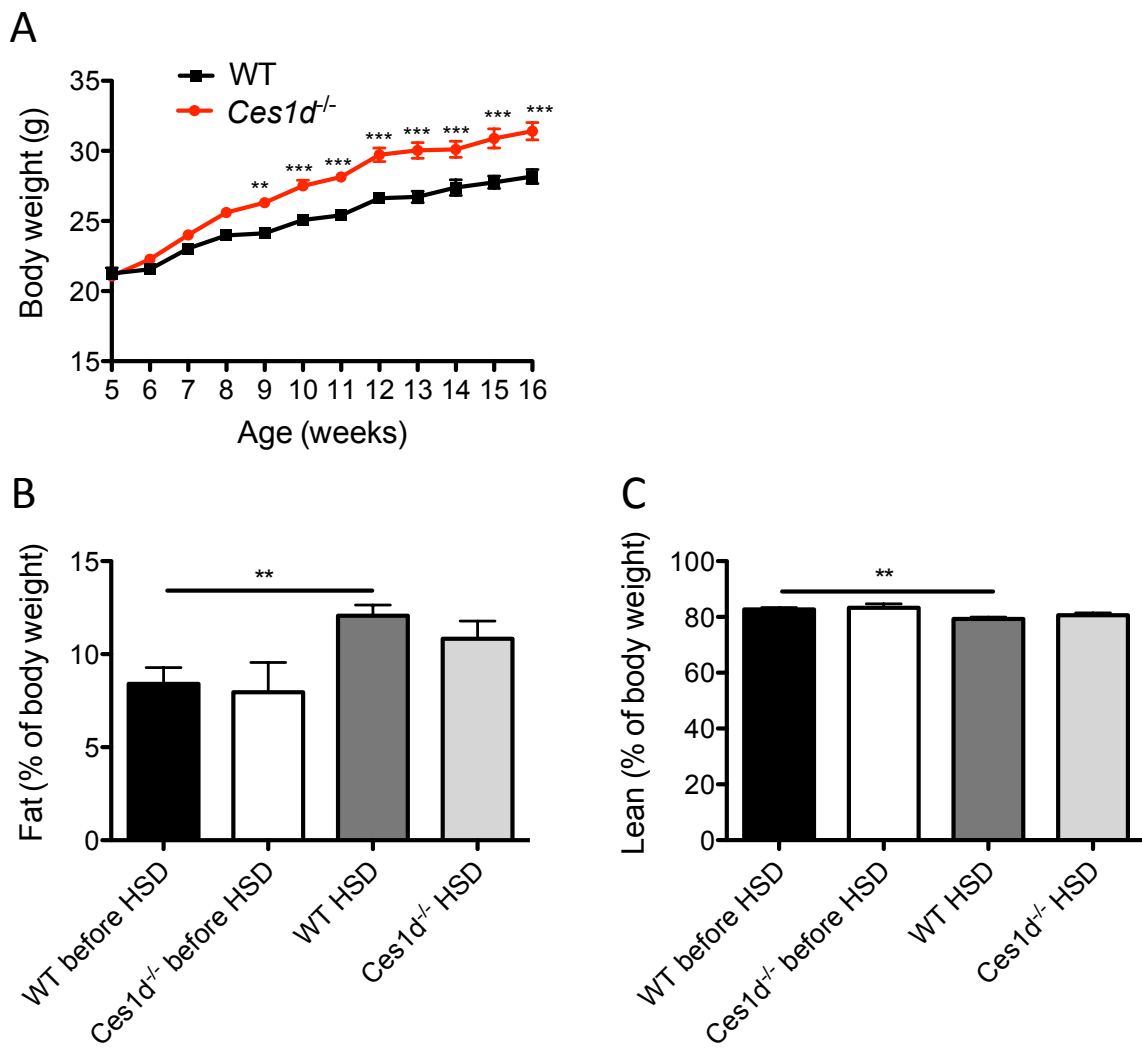 A
WT
Ces1d-/-
35
30
25
20
15
Body weight (g)
**
***
***
***
***
***
***
***
5 6 7 8 9 10 11 12 13 14 15 16
Age (weeks)
B
Fat (% of body weight)
15
10
5
0
**
WT before HSD
Ces1d-/- before HSD
WT HSD
Ces1d-/- HSD
C
Lean (% of body weight)
100
80
60
40
20
0
**
WT before HSD
Ces1d-/- before HSD
WT HSD
Ces1d-/- HSD